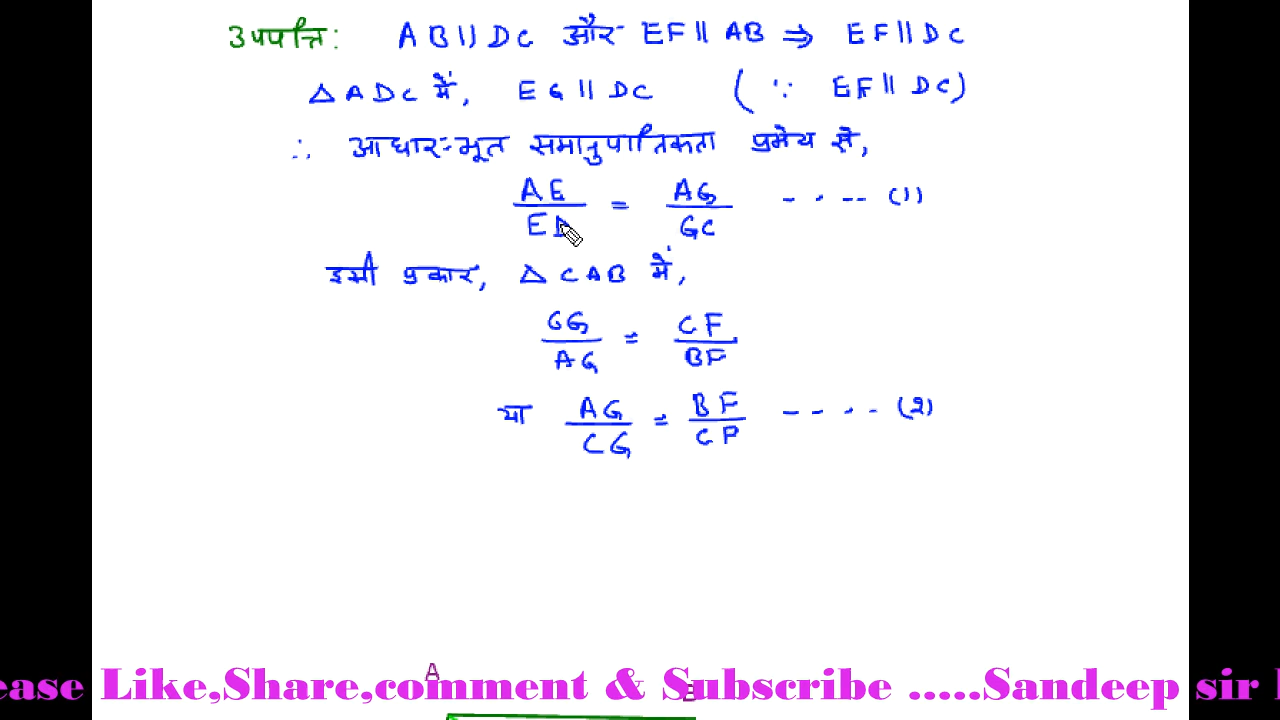 उपपत्ति: AB || DC और EF || AB ⇒ EF || DC
△ ADC में, EG || DC (∵ EF || DC)
∴ आधारभूत समानुपातिकता प्रमेय से,
AE/ED = AG/GC - - - - (1)
इसी प्रकार, △ CAB में,
CG/AG = CF/BF
या AG/CG = BF/CF - - - - (2)
A
B
ease Like,Share,comment & Subscribe .....Sandeep sir